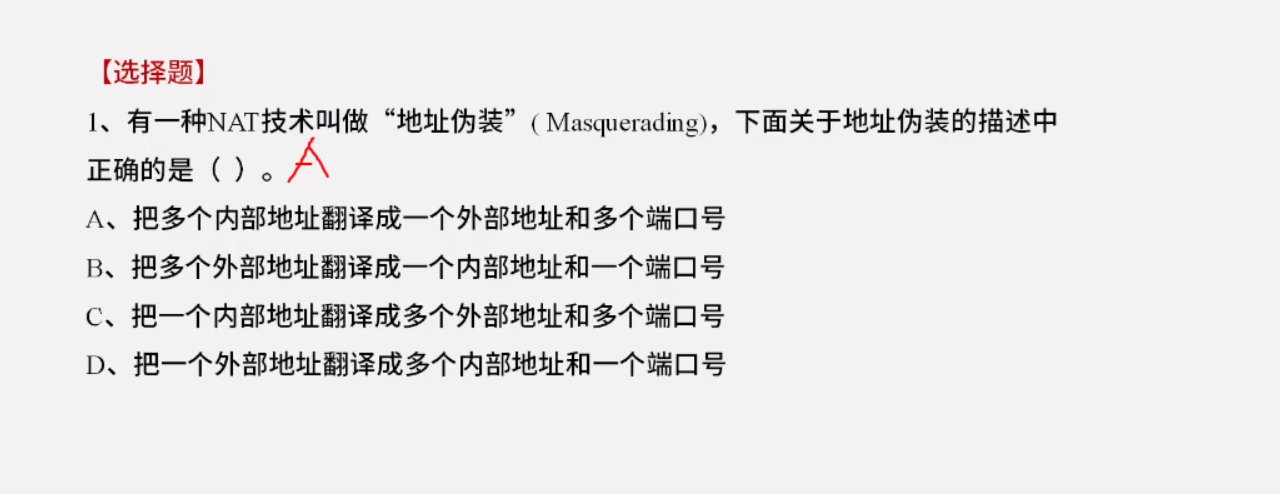 【选择题】
1、有一种NAT技术叫做“地址伪装”( Masquerading)，下面关于地址伪装的描述中
正确的是（ ）。A
A、把多个内部地址翻译成一个外部地址和多个端口号
B、把多个外部地址翻译成一个内部地址和一个端口号
C、把一个内部地址翻译成多个外部地址和多个端口号
D、把一个外部地址翻译成多个内部地址和一个端口号